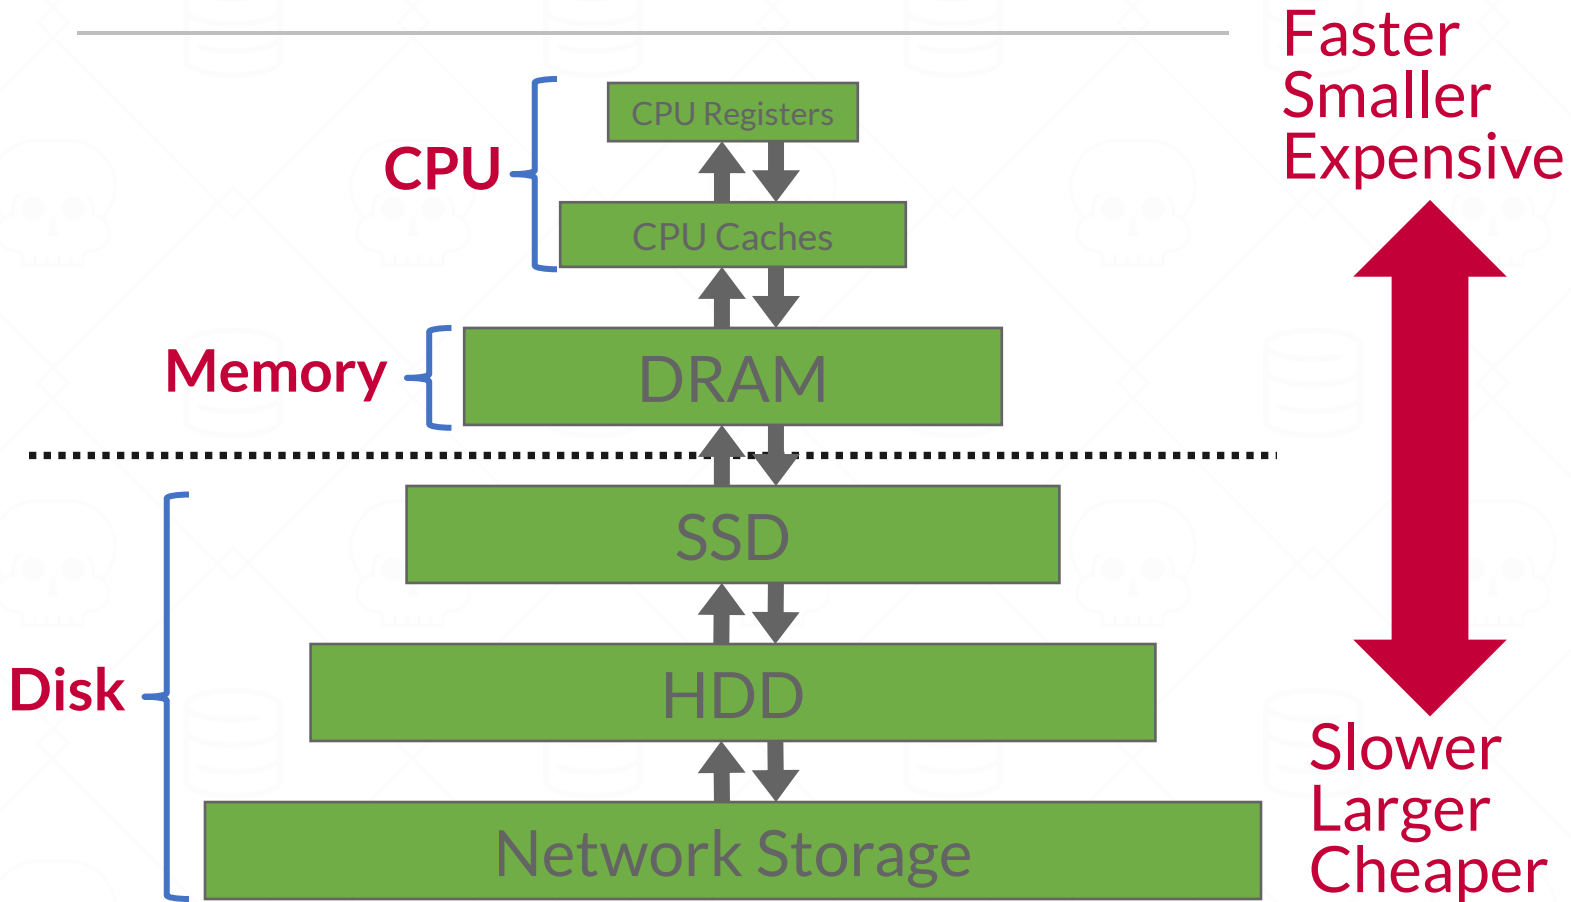 Faster
Smaller
Expensive
CPU Registers
CPU
CPU Caches
Memory
DRAM
SSD
Disk
HDD
Network Storage
Slower
Larger
Cheaper